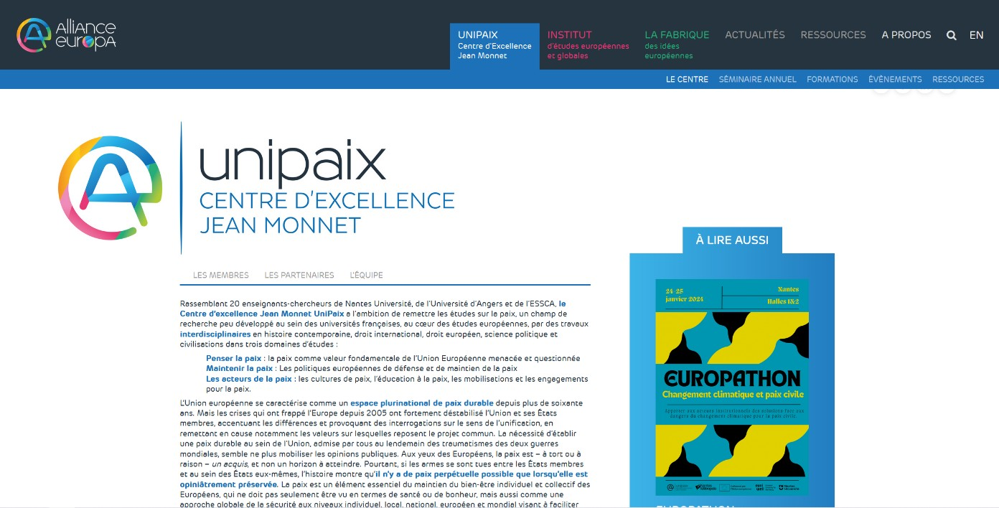 Alliance
europa
UNIPAIX
Centre d'Excellence
Jean Monnet
INSTITUT
d'études européennes
et globales
LA FABRIQUE
des idées
européennes
ACTUALITÉS
RESSOURCES
A PROPOS
EN
LE CENTRE
SÉMINAIRE ANNUEL
FORMATIONS
ÉVÈNEMENTS
RESSOURCES
unipaix
CENTRE D'EXCELLENCE
JEAN MONNET
LES MEMBRES
LES PARTENAIRES
L'ÉQUIPE
Rassemblant 20 enseignants-chercheurs de Nantes Université, de l'Université d'Angers et de l'ESSCA, le
Centre d'excellence Jean Monnet UniPaix a l'ambition de remettre les études sur la paix, un champ de
recherche peu développé au sein des universités françaises, au cœur des études européennes, par des travaux
interdisciplinaires en histoire contemporaine, droit international, droit européen, science politique et
civilisations dans trois domaines d'études :
Penser la paix : la paix comme valeur fondamentale de l'Union Européenne menacée et questionnée
Maintenir la paix : Les politiques européennes de défense et de maintien de la paix
Les acteurs de la paix : les cultures de paix, l'éducation à la paix, les mobilisations et les engagements
pour la paix.
L'Union européenne se caractérise comme un espace plurinational de paix durable depuis plus de soixante
ans. Mais les crises qui ont frappé l'Europe depuis 2005 ont fortement déstabilisé l'Union et ses États
membres, accentuant les différences et provoquant des interrogations sur le sens de l'unification, en
remettant en cause notamment les valeurs sur lesquelles reposent le projet commun. La nécessité d'établir
une paix durable au sein de l'Union, admise par tous au lendemain des traumatismes des deux guerres
mondiales, semble ne plus mobiliser les opinions publiques. Aux yeux des Européens, la paix est – à tort ou à
raison – un acquis, et non un horizon à atteindre. Pourtant, si les armes se sont tues entre les États membres
et au sein des États eux-mêmes, l'histoire montre qu'il n'y a de paix perpétuelle possible que lorsqu'elle est
opiniâtrement préservée. La paix est un élément essentiel du maintien du bien-être individuel et collectif des
Européens, qui ne doit pas seulement être vu en termes de santé ou de bonheur, mais aussi comme une
approche globale de la sécurité aux niveaux individuel, local, national, européen et mondial visant à faciliter
À LIRE AUSSI
24-25
janvier 2024
Nantes
Halles 1&2
EUROPATHON
Changement climatique et paix civile
Apporter aux acteurs institutionnels des solutions face aux
dangers du changement climatique pour la paix civile.
EUROPATHON